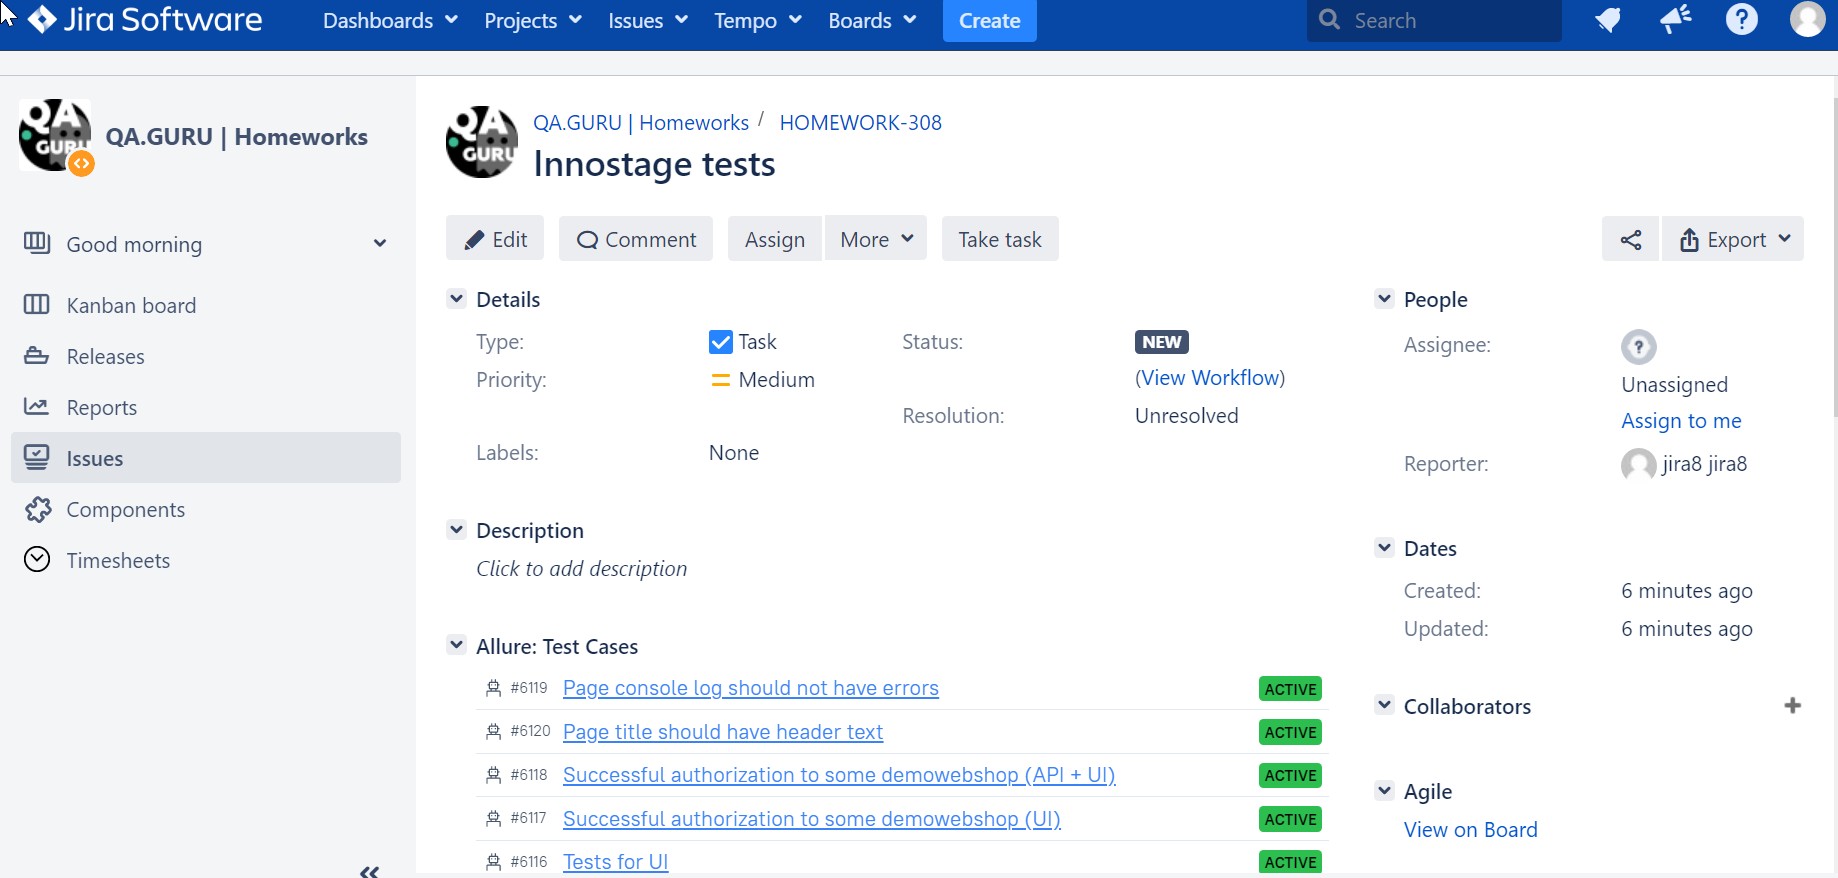 Jira Software Dashboards Projects Issues Tempo Boards Create Search
QA.GURU | Homeworks
Good morning
Kanban board
Releases
Reports
Issues
Components
Timesheets
QA GURU
QA GURU
QA.GURU | Homeworks / HOMEWORK-308
Innostage tests
Edit Comment Assign More Take task Export
Details
Type: Task Status: NEW
Priority: Medium (View Workflow)
Resolution: Unresolved
Labels: None
Description
Click to add description
Allure: Test Cases
#6119 Page console log should not have errors ACTIVE
#6120 Page title should have header text ACTIVE
#6118 Successful authorization to some demowebshop (API + UI) ACTIVE
#6117 Successful authorization to some demowebshop (UI) ACTIVE
#6116 Tests for UI ACTIVE
People
Assignee: Unassigned
Assign to me
Reporter: jira8 jira8
Dates
Created: 6 minutes ago
Updated: 6 minutes ago
Collaborators
Agile
View on Board